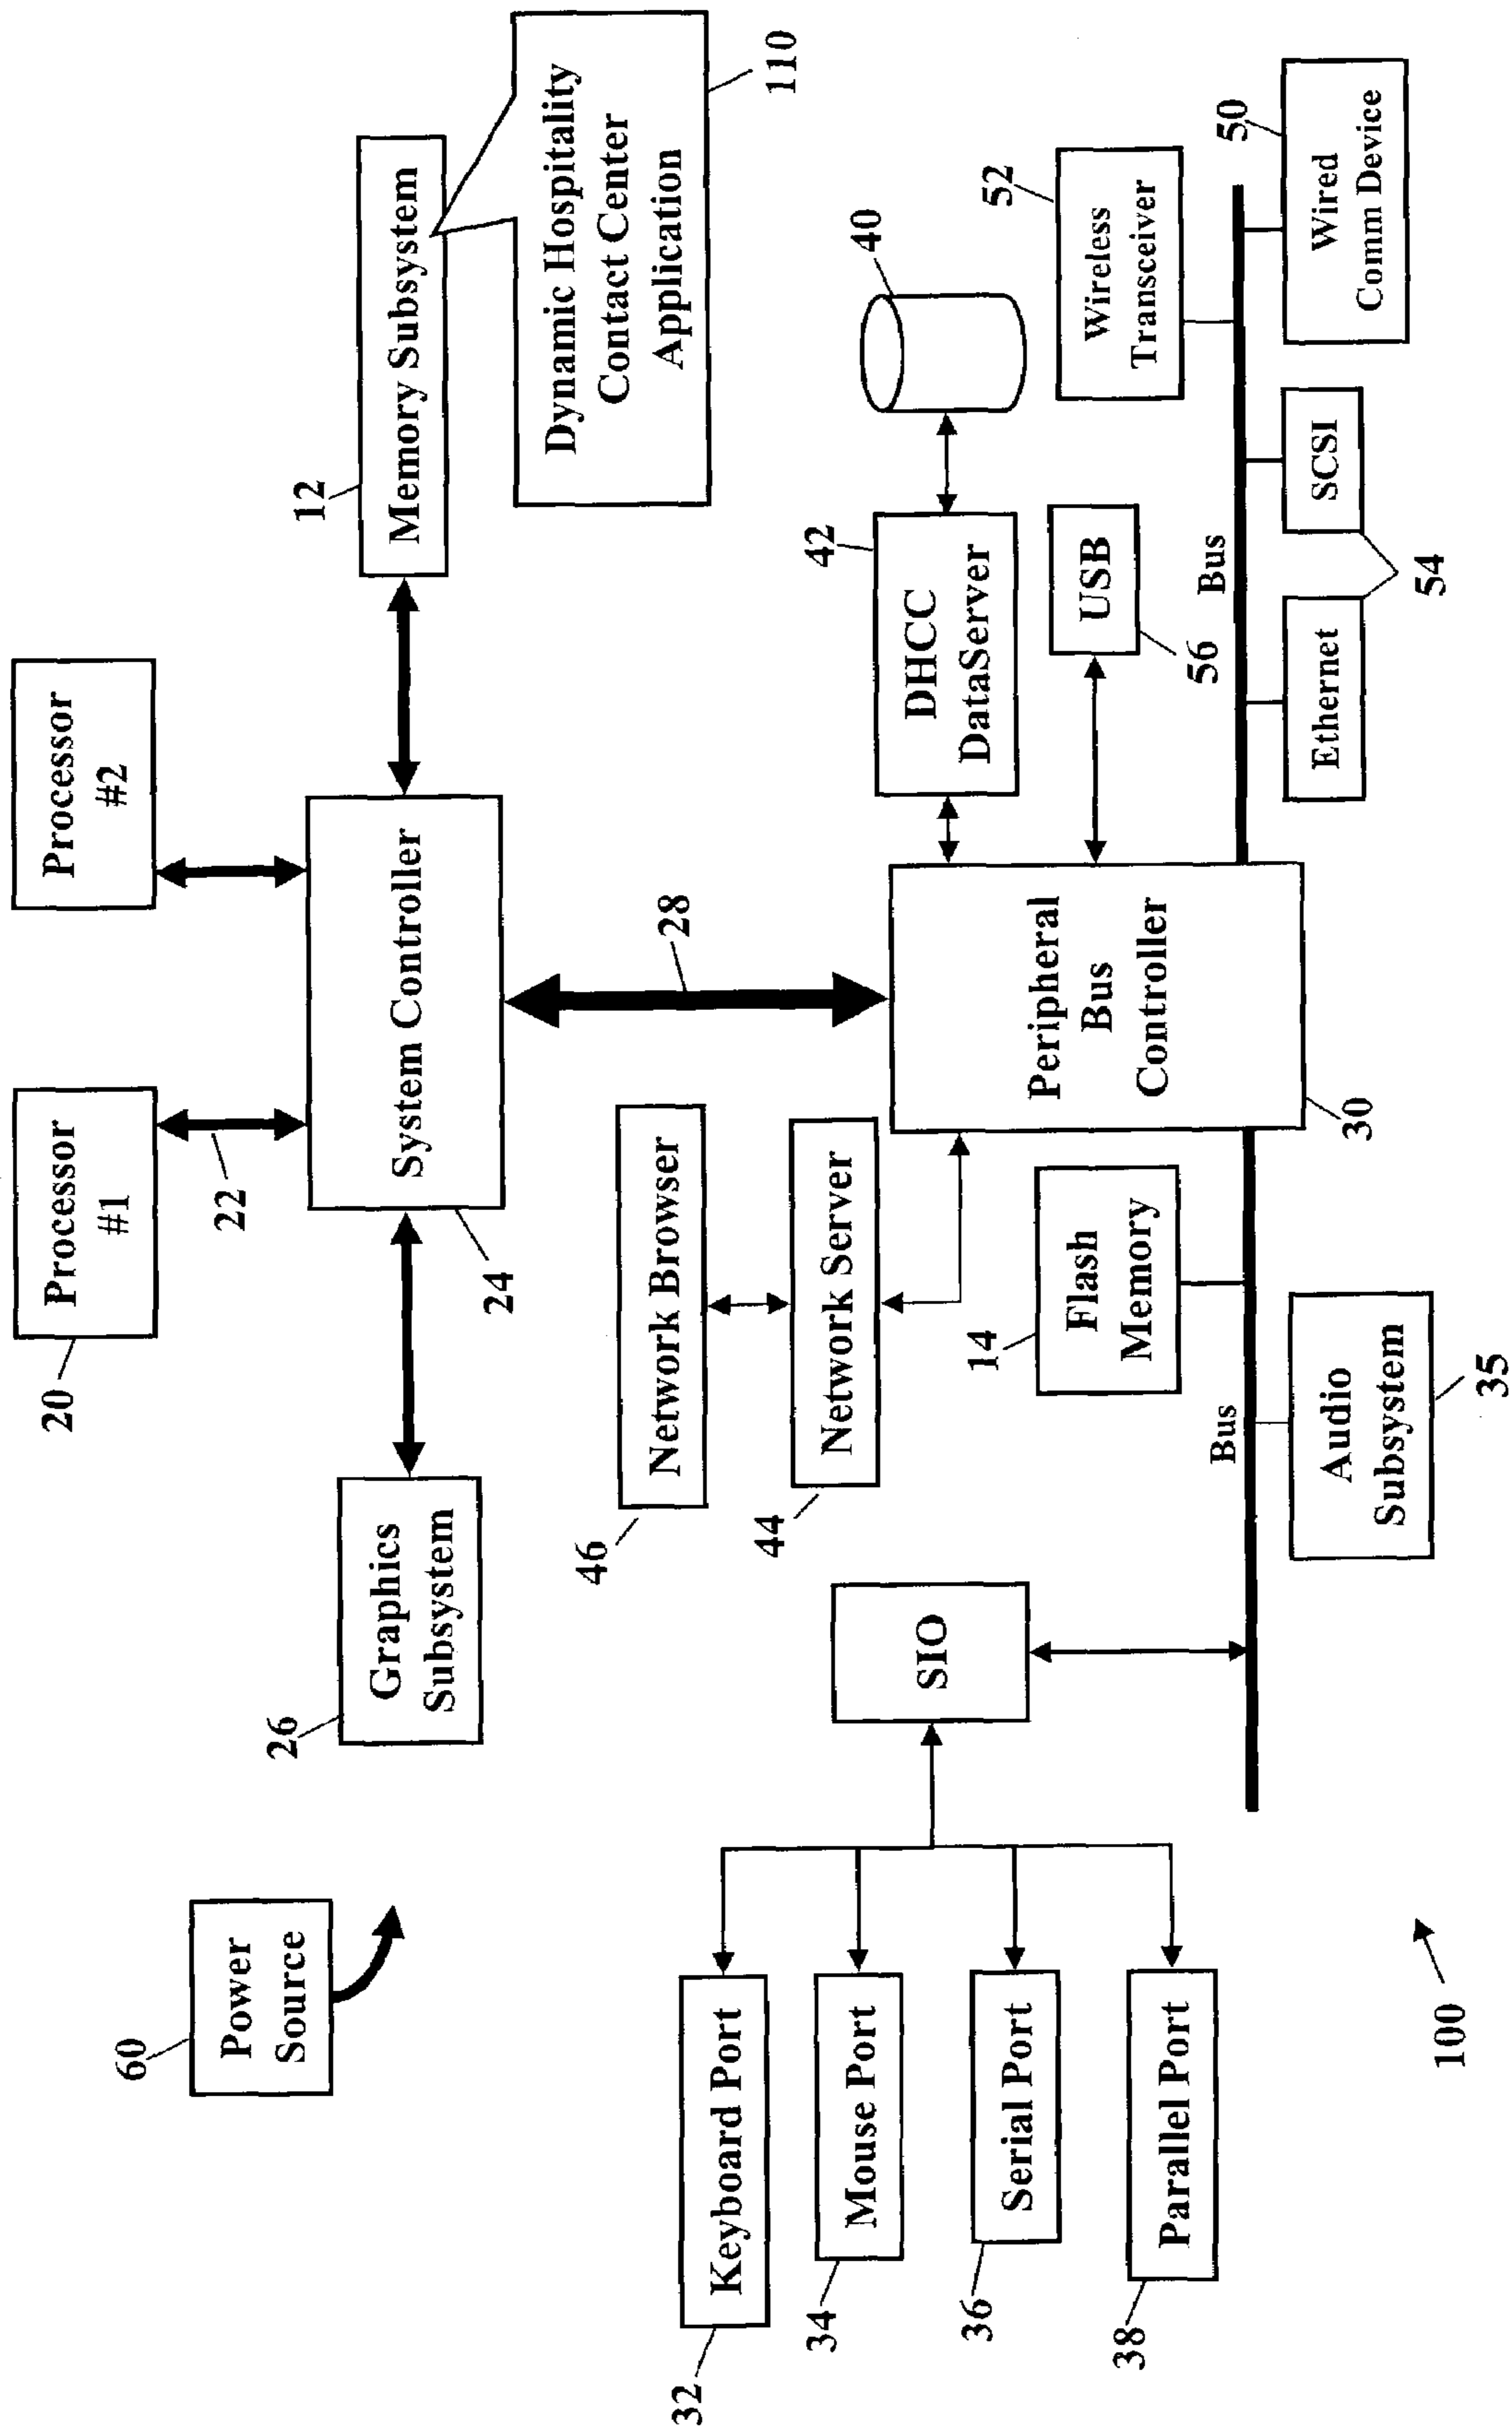 60
Power
Source
20
Processor
#1
22
Processor
#2
26
Graphics
Subsystem
24
System Controller
12
Memory Subsystem
Dynamic Hospitality
Contact Center
Application
110
28
46
Network Browser
44
Network Server
32
Keyboard Port
34
Mouse Port
36
Serial Port
38
Parallel Port
SIO
14
Flash
Memory
Peripheral
Bus
Controller
30
42
DHCC
DataServer
40
USB
56
52
Wireless
Transceiver
Bus
Bus
Audio
Subsystem
35
Ethernet
SCSI
54
50
Wired
Comm Device
100